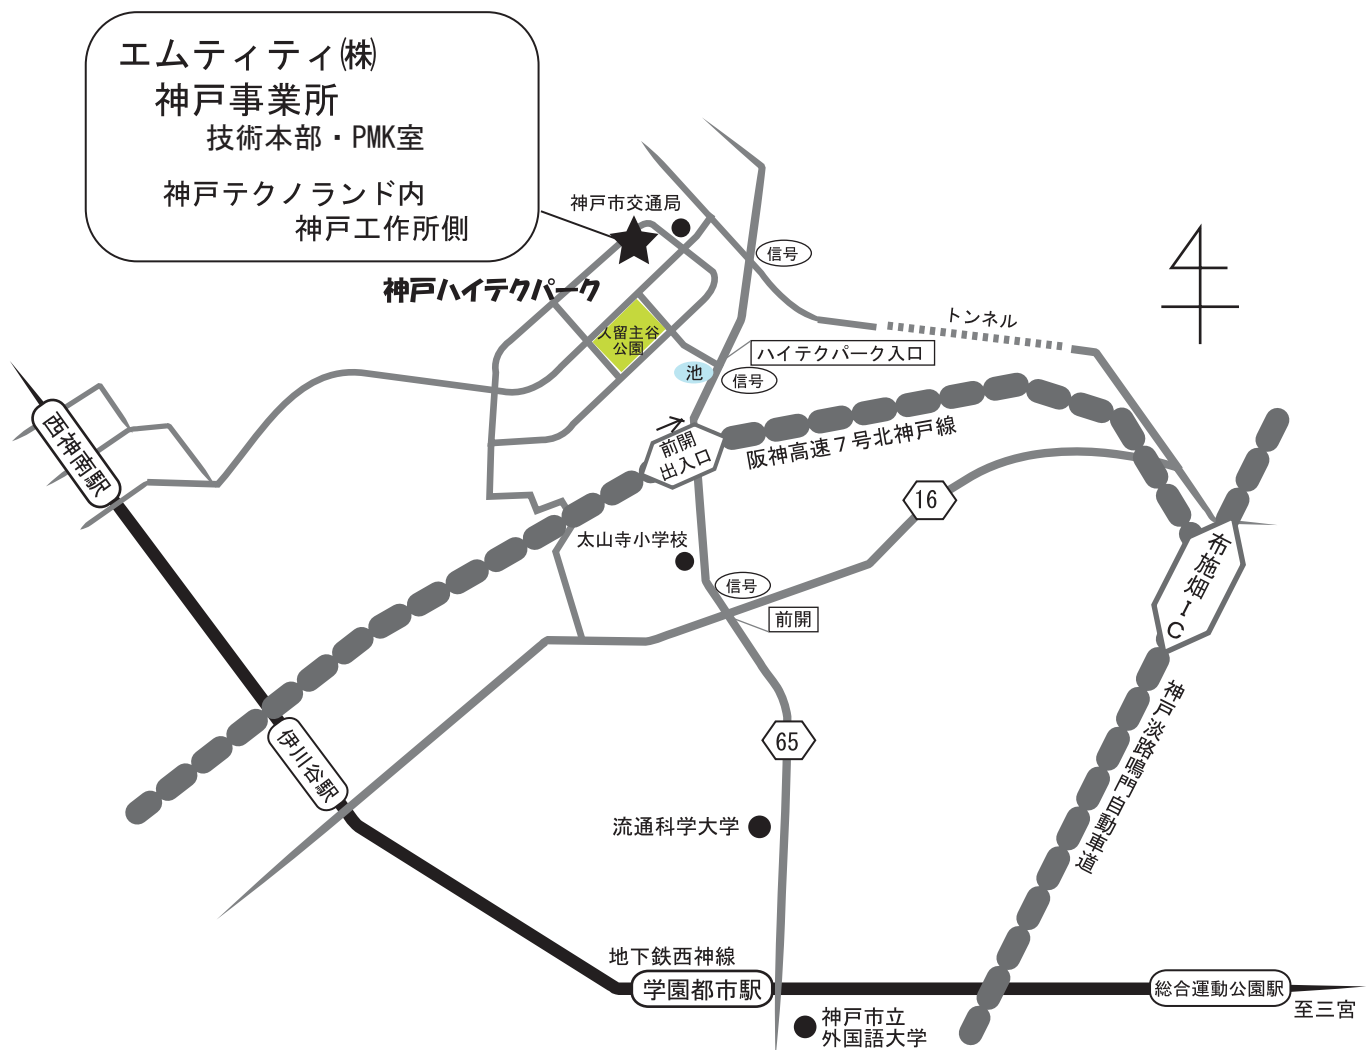 エムティティ㈱
神戸事業所
技術本部・PMK室
神戸テクノランド内
神戸工作所側
神戸市交通局
信号
神戸ハイテクパーク
トンネル
久留主谷
公園
ハイテクパーク入口
池
信号
西神南駅
前開
出入口
阪神高速7号北神戸線
16
太山寺小学校
布施畑IC
信号
前開
神戸淡路鳴門自動車道
伊川谷駅
65
流通科学大学
地下鉄西神線
学園都市駅
総合運動公園駅
至三宮
神戸市立
外国語大学